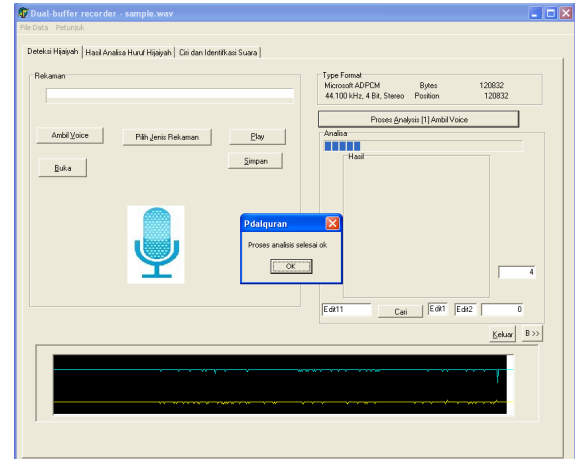 Dual-buffer recorder - sample.wav
File Data Petunjuk
Deteksi Hijaiyah Hasil Analisa Huruf Hijaiyah Ciri dan Identifkasi Suara
Rekaman
Ambil Voice Pilih Jenis Rekaman Play
Buka Simpan
Type Format
Microsoft ADPCM Bytes 120832
44.100 kHz, 4 Bit, Stereo Position 120832
Proses Analysis [1] Ambil Voice
Analisa
Hasil
Pdalquran
Proses analisis selesai ok
OK
4
Edit11 Cari Edit1 Edit2 0
Keluar B >>